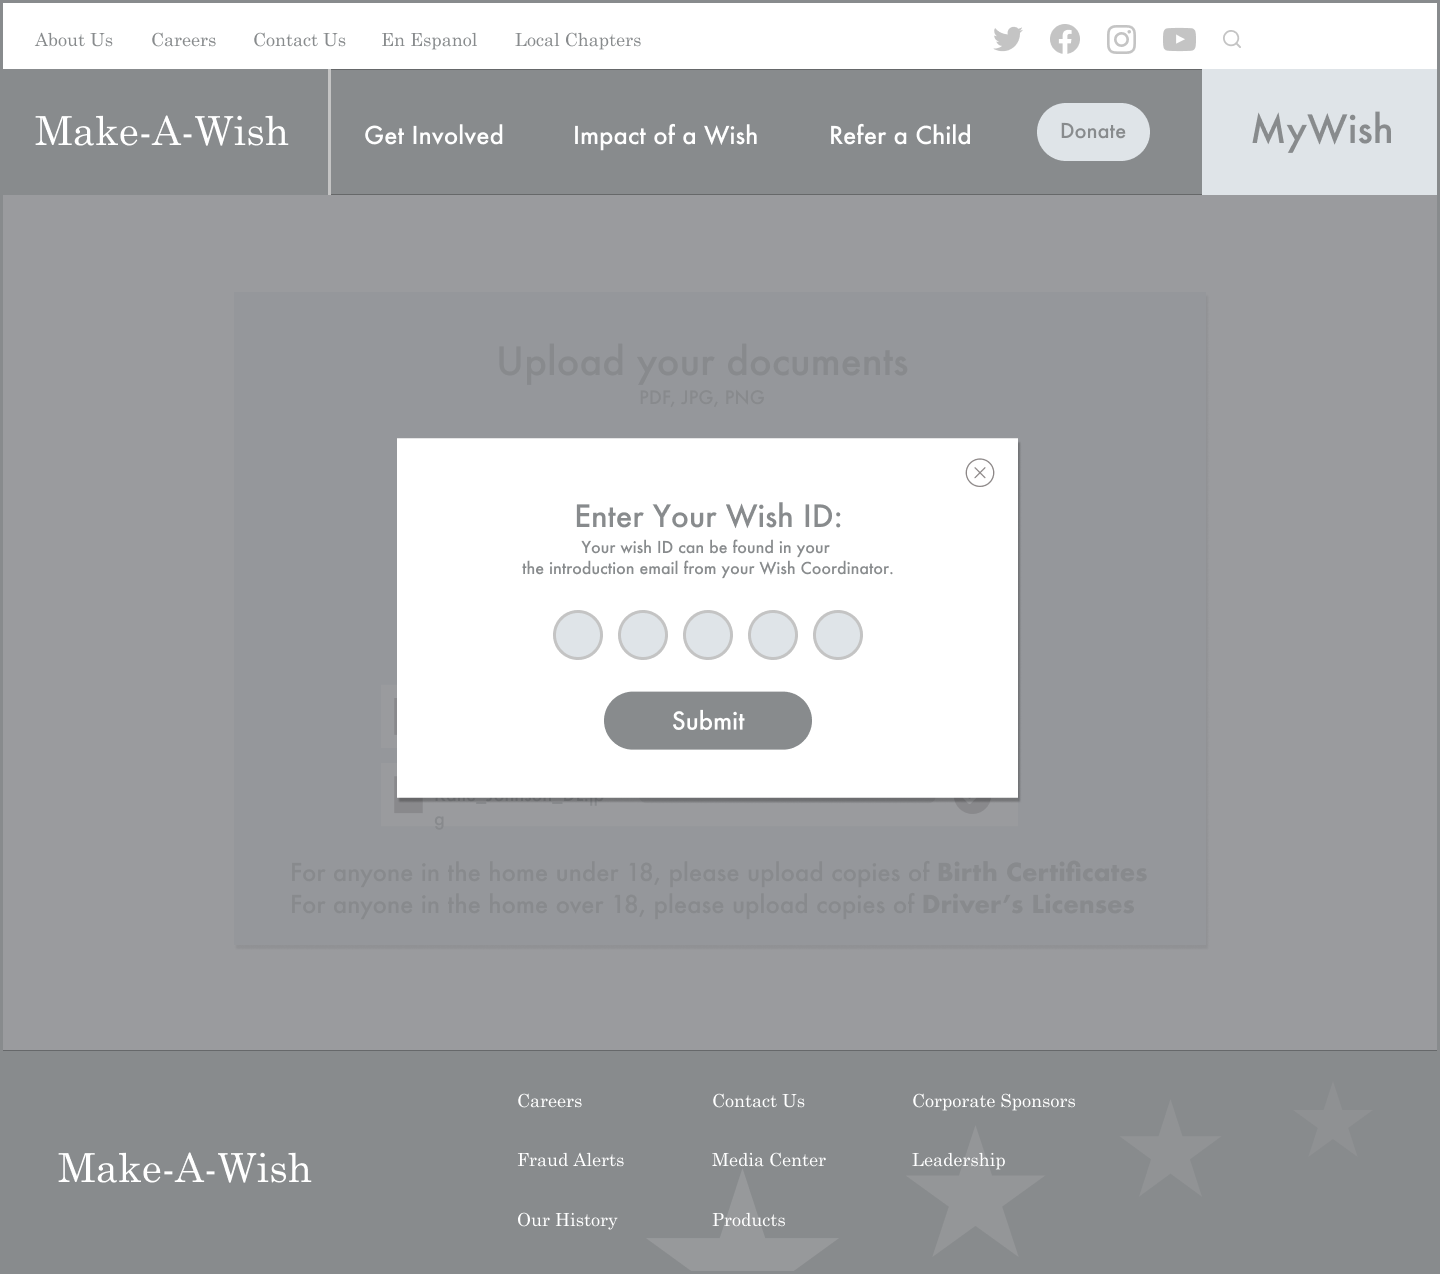 About Us Careers Contact Us En Espanol Local Chapters
Make-A-Wish Get Involved Impact of a Wish Refer a Child Donate MyWish
Upload your documents
PDF, JPG, PNG
Enter Your Wish ID:
Your wish ID can be found in your
the introduction email from your Wish Coordinator.
Submit
g
For anyone in the home under 18, please upload copies of Birth Certificates
For anyone in the home over 18, please upload copies of Driver's Licenses
Careers Contact Us Corporate Sponsors
Make-A-Wish
Fraud Alerts Media Center Leadership
Our History Products